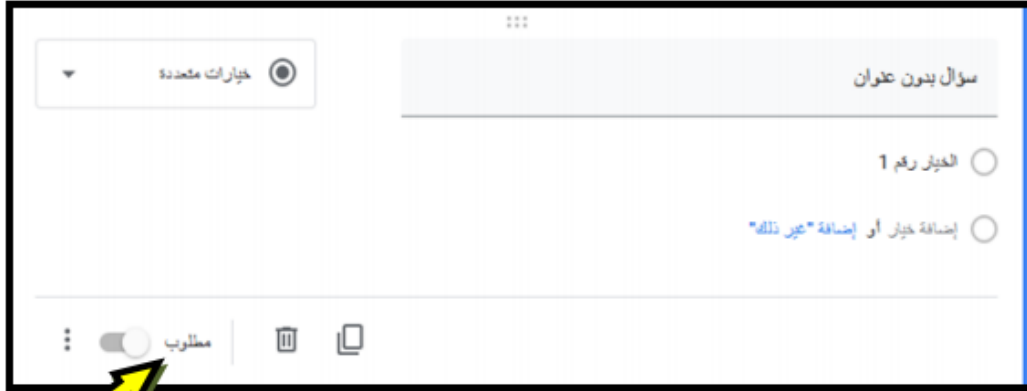 سؤال بدون عنوان
خيارات متعددة
الخيار رقم 1
إضافة خيار أو إضافة "غير ذلك"
مطلوب